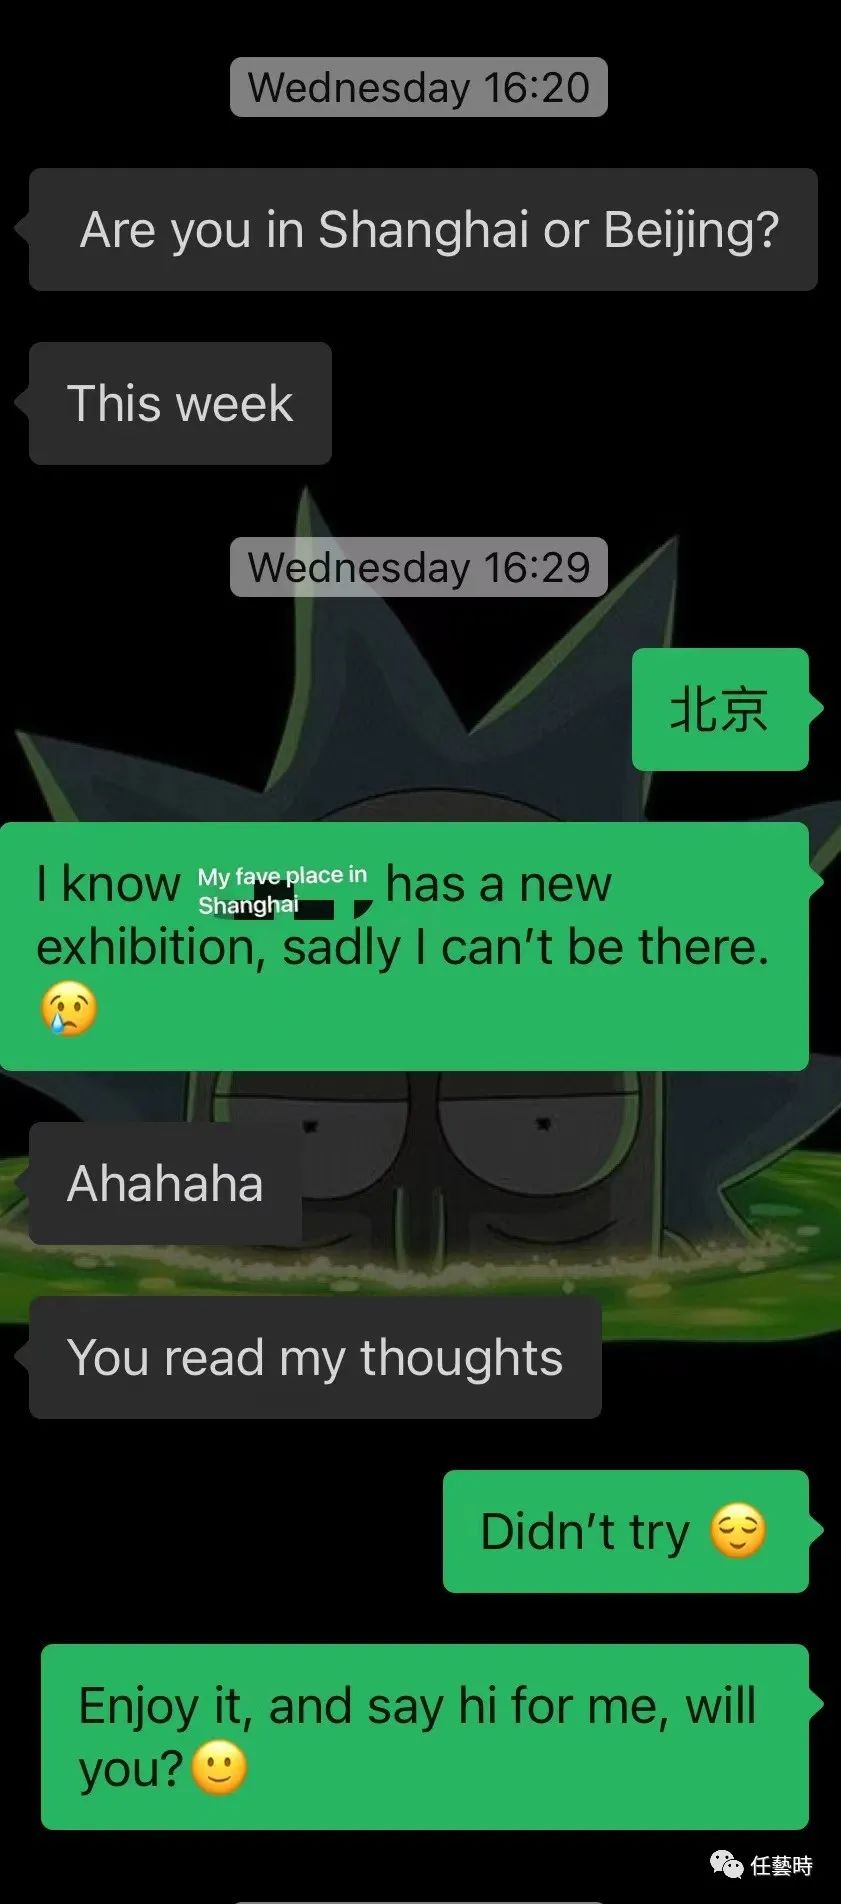 Wednesday 16:20
Are you in Shanghai or Beijing?
This week
Wednesday 16:29
北京
I know My fave place in has a new
Shanghai
exhibition, sadly I can't be there.
😢
Ahahaha
You read my thoughts
Didn't try 😌
Enjoy it, and say hi for me, will
you?🙂
任藝時